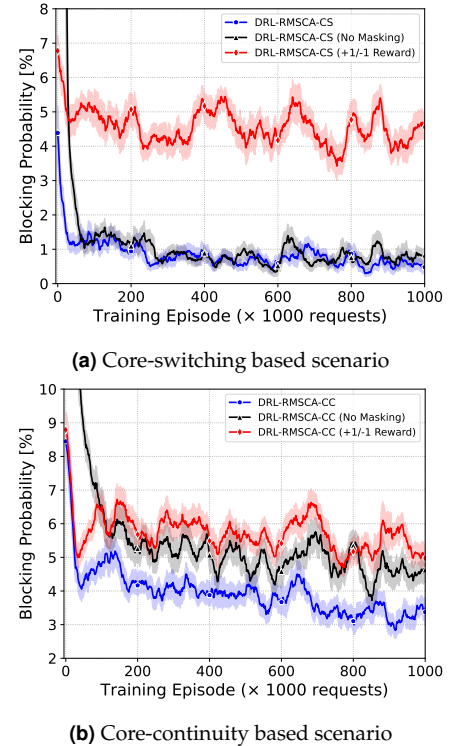 8
7
6
5
4
3
2
1
0
Blocking Probability [%]
DRL-RMSCA-CS
DRL-RMSCA-CS (No Masking)
DRL-RMSCA-CS (+1/-1 Reward)
0 200 400 600 800 1000
Training Episode (× 1000 requests)
(a) Core-switching based scenario
10
9
8
7
6
5
4
3
2
Blocking Probability [%]
DRL-RMSCA-CC
DRL-RMSCA-CC (No Masking)
DRL-RMSCA-CC (+1/-1 Reward)
0 200 400 600 800 1000
Training Episode (× 1000 requests)
(b) Core-continuity based scenario